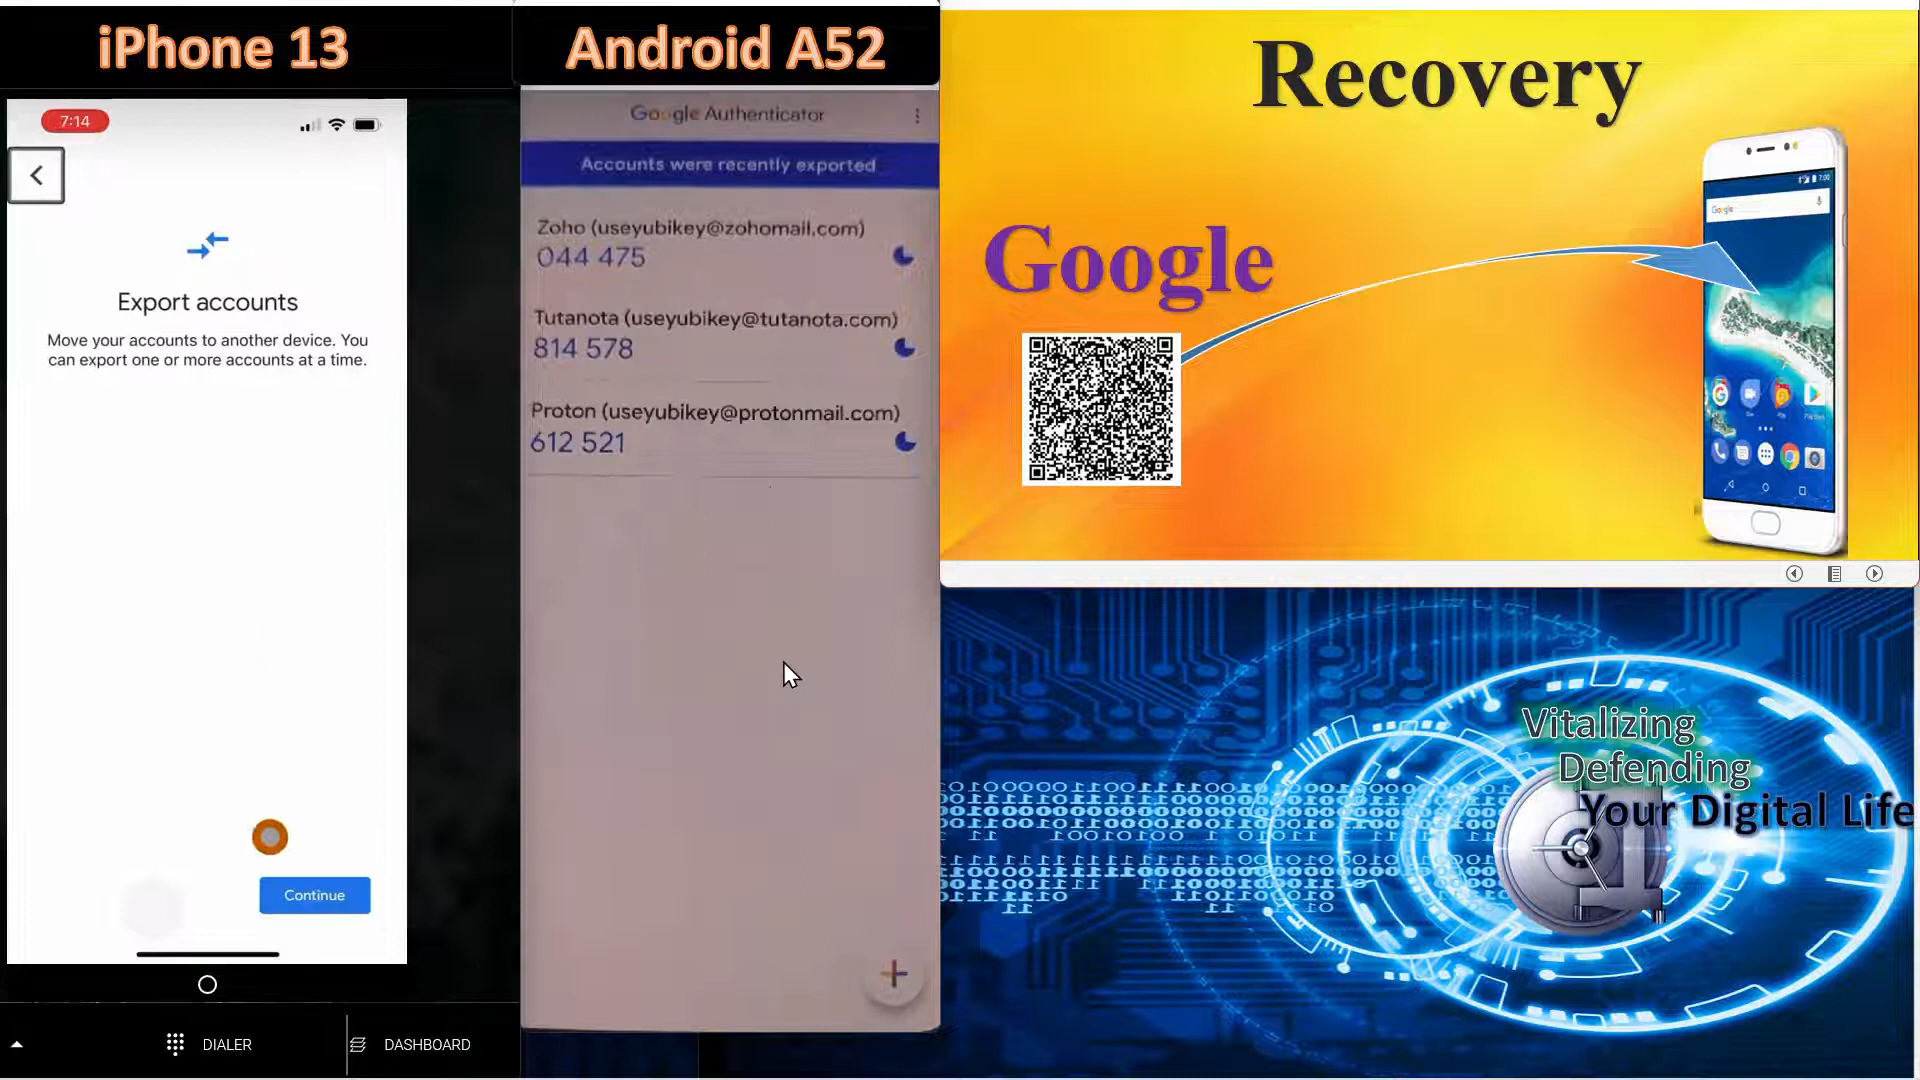 iPhone 13
7:14
Export accounts
Move your accounts to another device. You
can export one or more accounts at a time.
Continue
DIALER
DASHBOARD
Android A52
Google Authenticator
Accounts were recently exported
Zoho (useyubikey@zohomail.com)
044 475
Tutanota (useyubikey@tutanota.com)
814 578
Proton (useyubikey@protonmail.com)
612 521
Recovery
Google
7:00
Google
Vitalizing
Defending
Your Digital Life